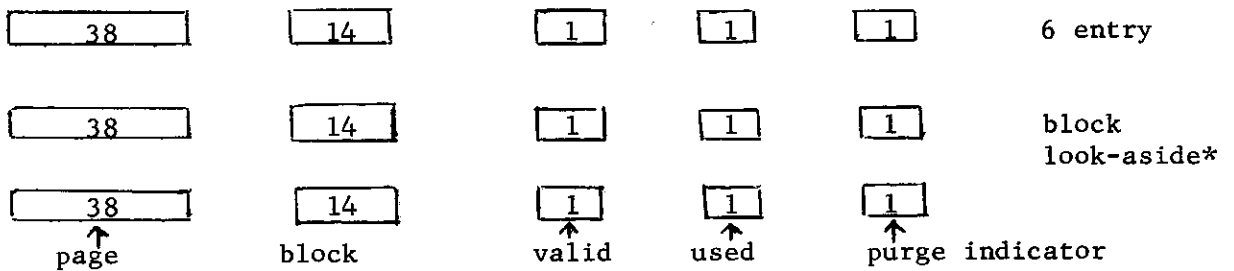 38 14 1 1 1 6 entry
38 14 1 1 1 block
look-aside*
38 14 1 1 1
page block valid used purge indicator